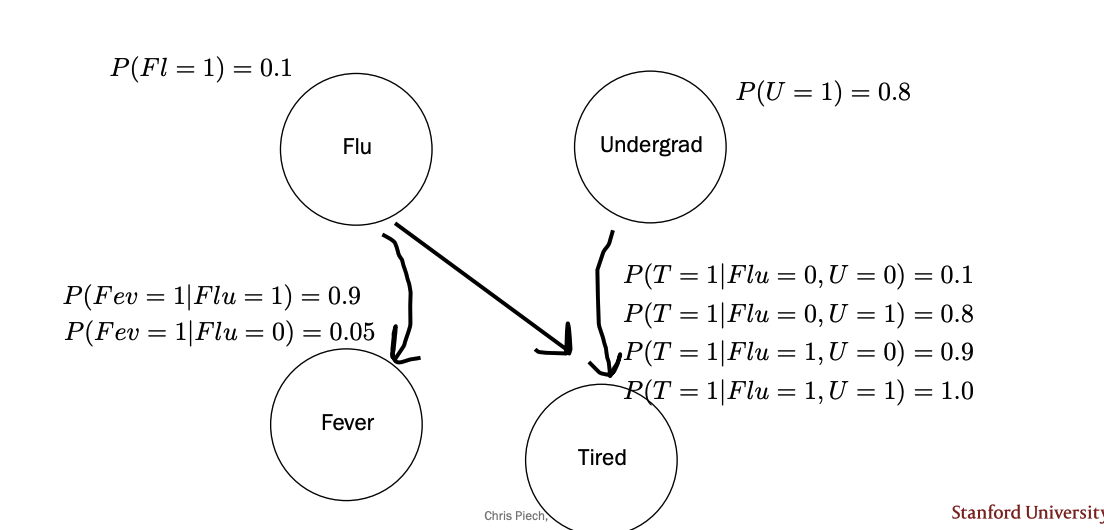 P(Fl = 1) = 0.1
P(U = 1) = 0.8
Flu
Undergrad
P(Fev = 1|Flu = 1) = 0.9
P(Fev = 1|Flu = 0) = 0.05
P(T = 1|Flu = 0, U = 0) = 0.1
P(T = 1|Flu = 0, U = 1) = 0.8
P(T = 1|Flu = 1, U = 0) = 0.9
P(T = 1|Flu = 1, U = 1) = 1.0
Fever
Tired
Chris Piech,
Stanford University